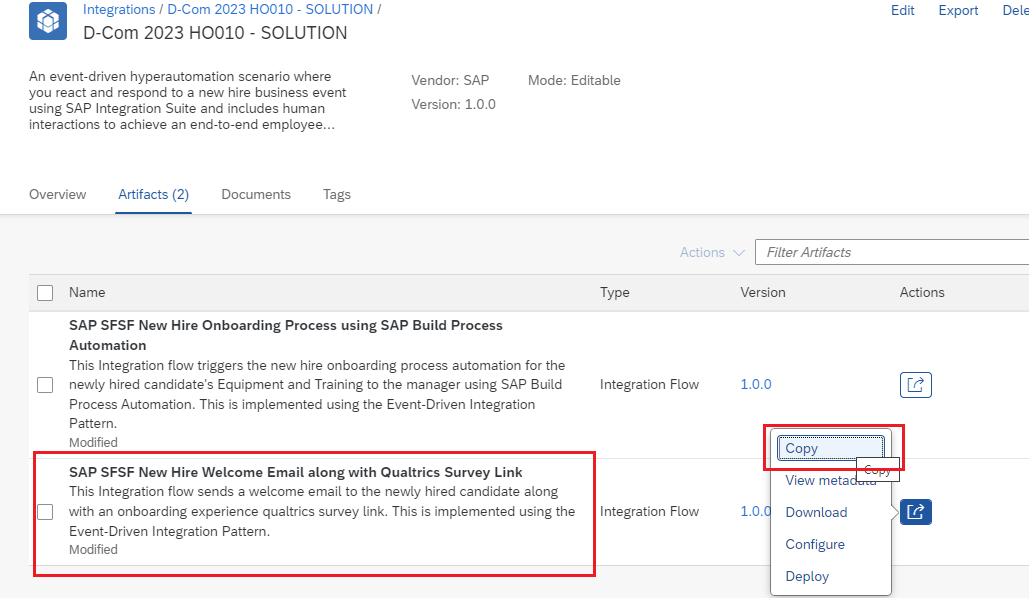 Integrations / D-Com 2023 HO010 - SOLUTION /
Edit Export Dele
D-Com 2023 HO010 - SOLUTION
An event-driven hyperautomation scenario where
you react and respond to a new hire business event
using SAP Integration Suite and includes human
interactions to achieve an end-to-end employee...
Vendor: SAP Mode: Editable
Version: 1.0.0
Overview Artifacts (2) Documents Tags
Actions Filter Artifacts
Name Type Version Actions
SAP SFSF New Hire Onboarding Process using SAP Build Process
Automation
This Integration flow triggers the new hire onboarding process automation for the
newly hired candidate's Equipment and Training to the manager using SAP Build
Process Automation. This is implemented using the Event-Driven Integration
Pattern.
Modified
Integration Flow 1.0.0
SAP SFSF New Hire Welcome Email along with Qualtrics Survey Link
This Integration flow sends a welcome email to the newly hired candidate along
with an onboarding experience qualtrics survey link. This is implemented using the
Event-Driven Integration Pattern.
Modified
Integration Flow 1.0.0
Copy
Copy
View metadata
Download
Configure
Deploy